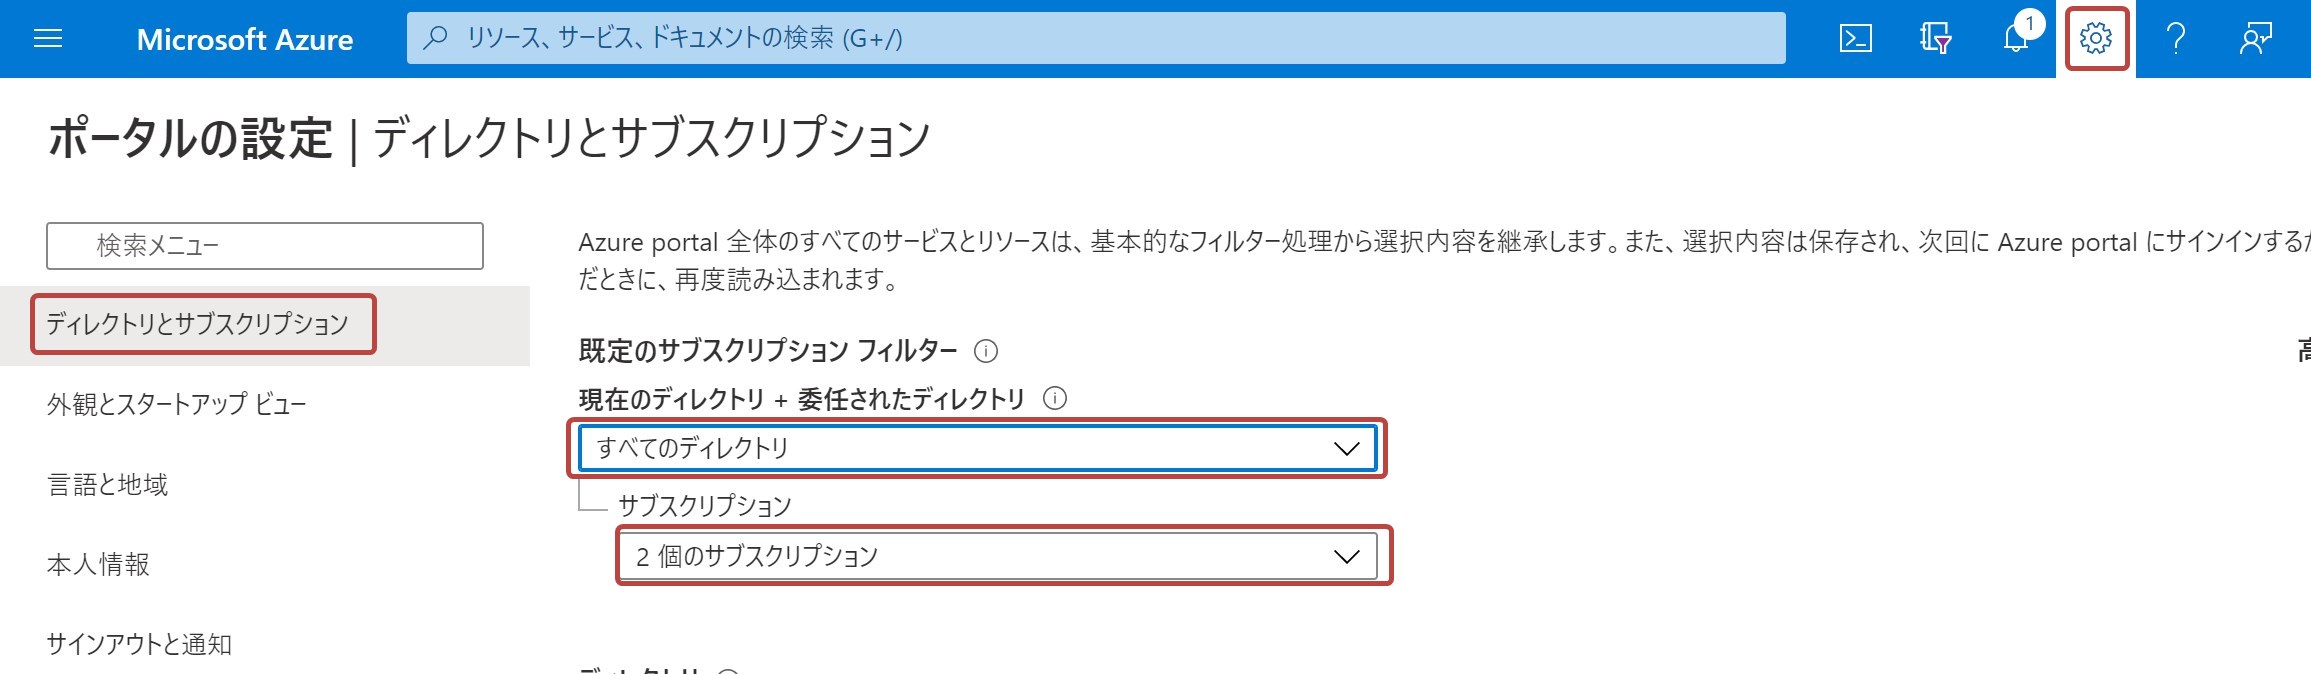 Microsoft Azure
リソース、サービス、ドキュメントの検索 (G+/)
1
ポータルの設定 | ディレクトリとサブスクリプション
検索メニュー
ディレクトリとサブスクリプション
外観とスタートアップ ビュー
言語と地域
本人情報
サインアウトと通知
Azure portal 全体のすべてのサービスとリソースは、基本的なフィルター処理から選択内容を継承します。また、選択内容は保存され、次回に Azure portal にサインインするか
だときに、再度読み込まれます。
既定のサブスクリプション フィルター
現在のディレクトリ + 委任されたディレクトリ
すべてのディレクトリ
サブスクリプション
2 個のサブスクリプション